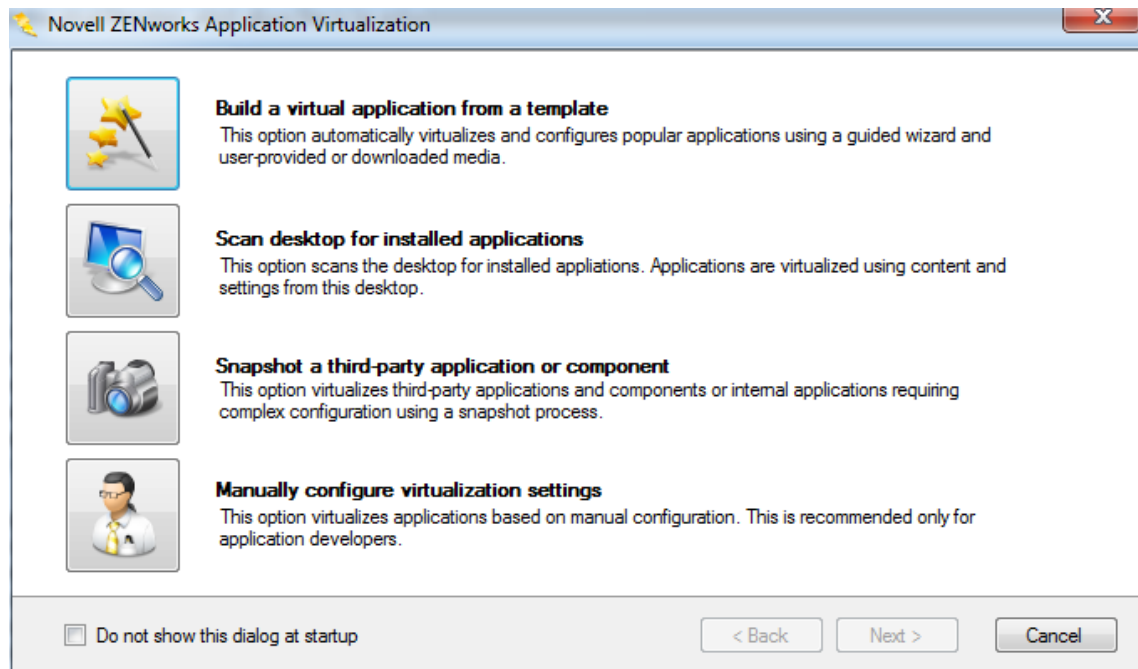 Novell ZENworks Application Virtualization
Build a virtual application from a template
This option automatically virtualizes and configures popular applications using a guided wizard and
user-provided or downloaded media.
Scan desktop for installed applications
This option scans the desktop for installed appliations. Applications are virtualized using content and
settings from this desktop.
Snapshot a third-party application or component
This option virtualizes third-party applications and components or internal applications requiring
complex configuration using a snapshot process.
Manually configure virtualization settings
This option virtualizes applications based on manual configuration. This is recommended only for
application developers.
Do not show this dialog at startup
< Back
Next >
Cancel